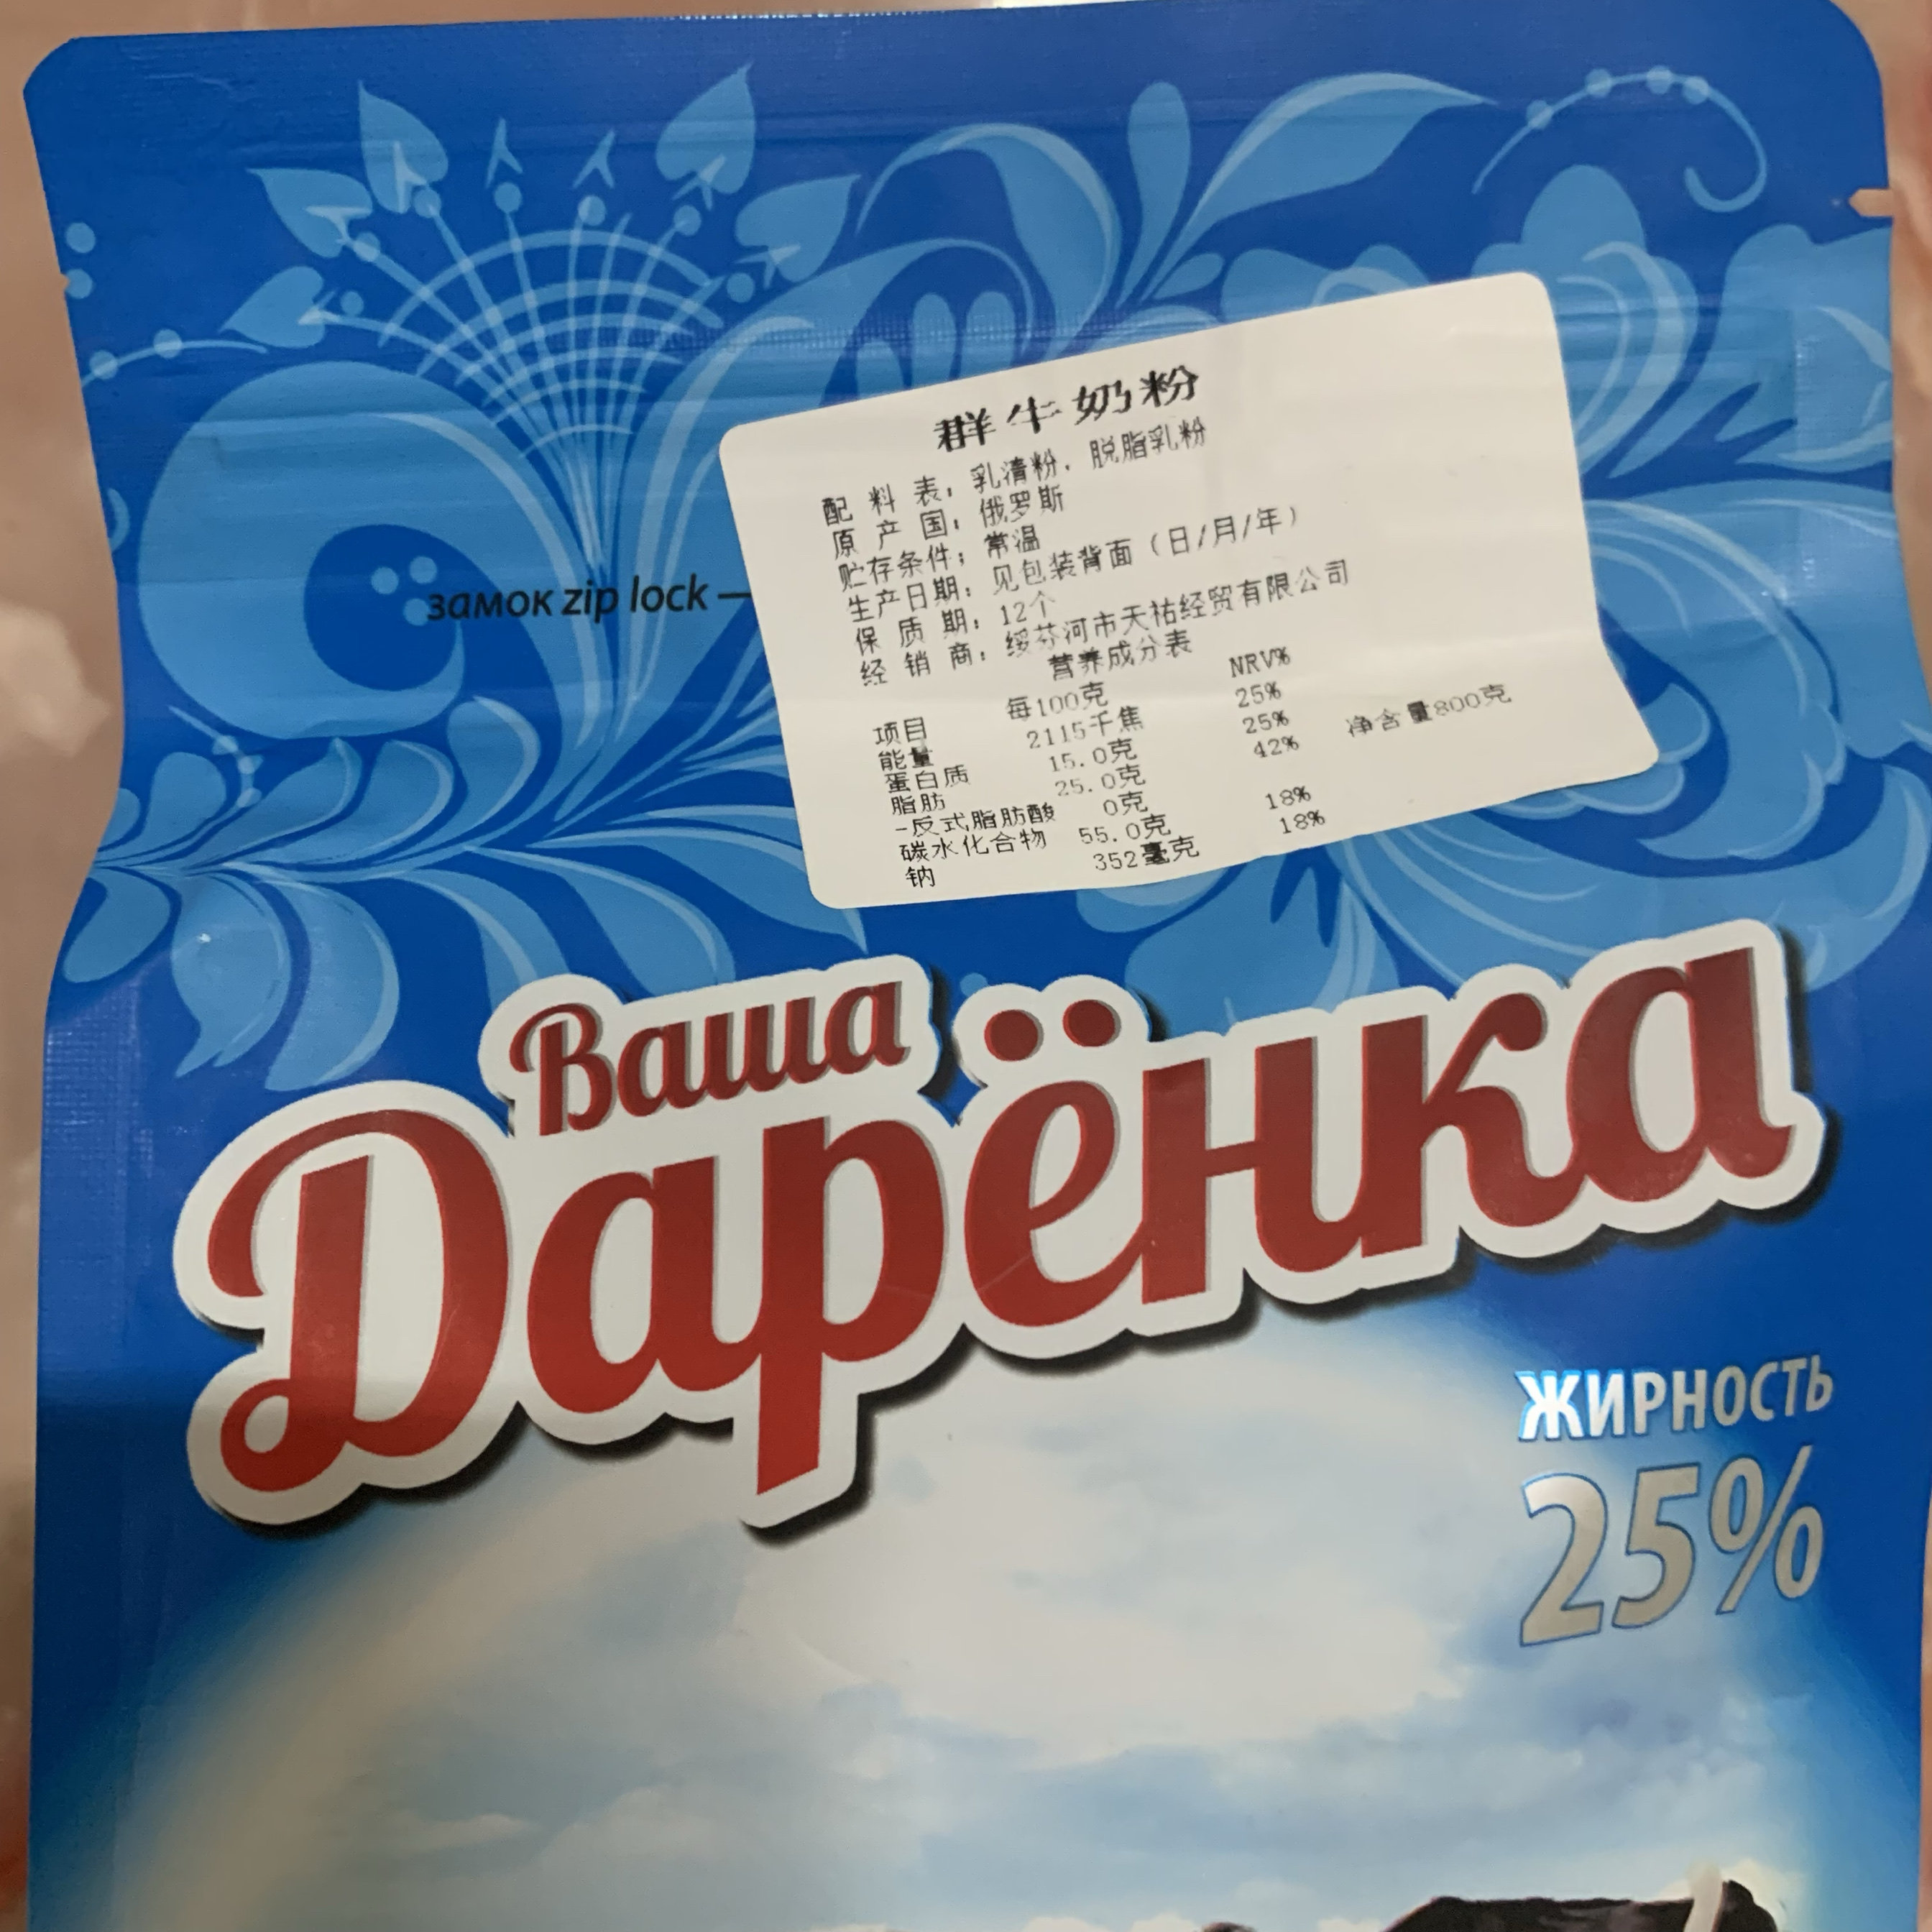 群牛奶粉
配料表：乳清粉，脱脂乳粉
原产国：俄罗斯
贮存条件；常温
生产日期：见包装背面（日/月/年）
保质期：12个
经销商：绥芬河市天祐经贸有限公司
营养成分表
项目 每100克 NRV%
能量 2115千焦 25%
蛋白质 15.0克 25%
脂肪 25.0克 42%
-反式脂肪酸 0克
碳水化合物 55.0克 18%
钠 352毫克 18%
净含量800克
замок zip lock
Ваша
Дарёнка
ЖИРНОСТЬ
25%